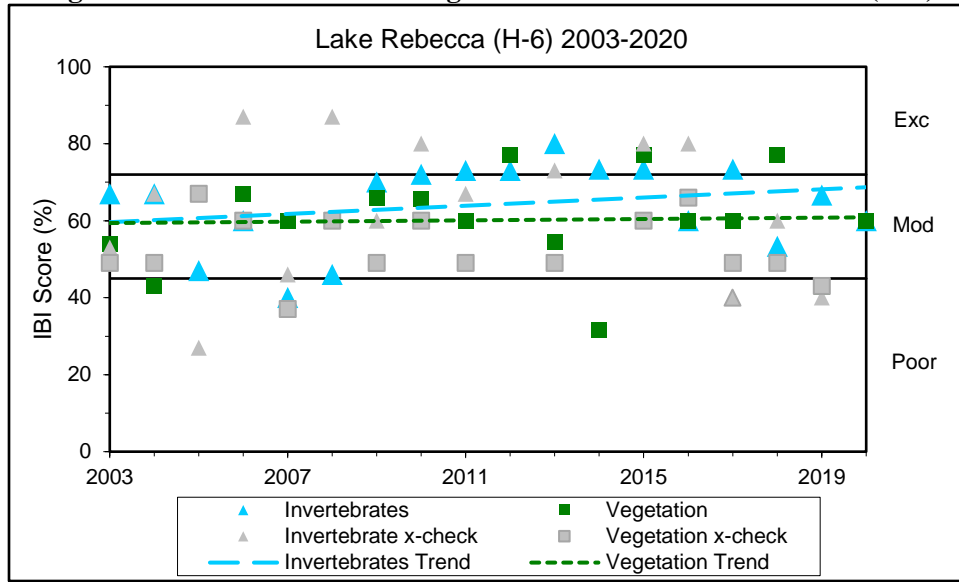 Lake Rebecca (H-6) 2003-2020
100
80
60
40
20
0
IBI Score (%)
Exc
Mod
Poor
2003
2007
2011
2015
2019
Invertebrates
Vegetation
Invertebrate x-check
Vegetation x-check
Invertebrates Trend
Vegetation Trend